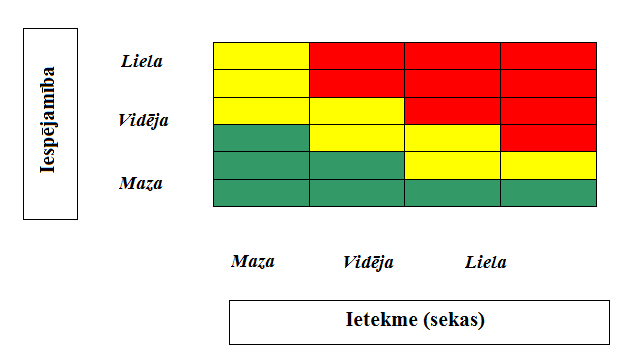 Iespējamība
Liela
Vidēja
Maza
Maza Vidēja Liela
Ietekme (sekas)